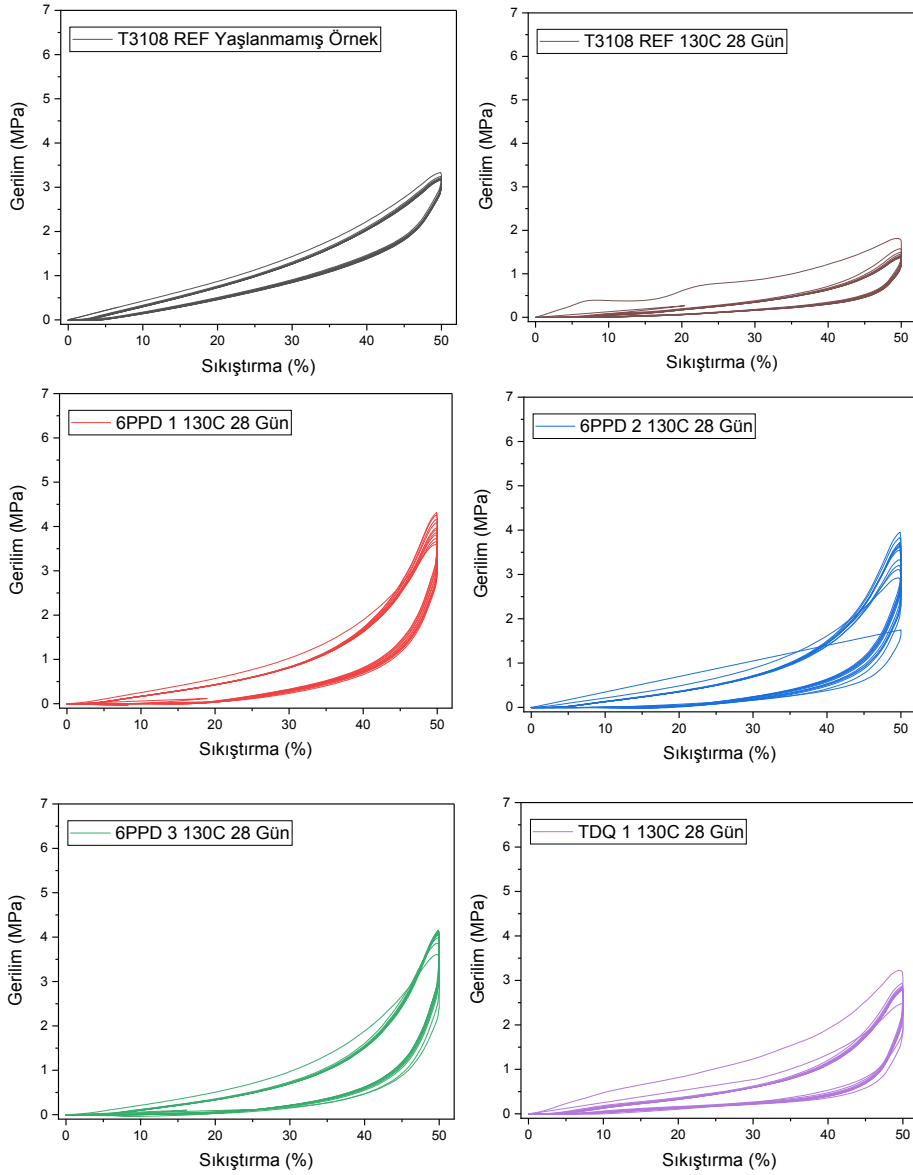 T3108 REF Yaşlanmamış Örnek
7
6
5
4
3
2
1
0
Gerilim (MPa)
0 10 20 30 40 50
Sıkıştırma (%)
T3108 REF 130C 28 Gün
7
6
5
4
3
2
1
0
Gerilim (MPa)
0 10 20 30 40 50
Sıkıştırma (%)
6PPD 1 130C 28 Gün
7
6
5
4
3
2
1
0
Gerilim (MPa)
0 10 20 30 40 50
Sıkıştırma (%)
6PPD 2 130C 28 Gün
7
6
5
4
3
2
1
0
Gerilim (MPa)
0 10 20 30 40 50
Sıkıştırma (%)
6PPD 3 130C 28 Gün
7
6
5
4
3
2
1
0
Gerilim (MPa)
0 10 20 30 40 50
Sıkıştırma (%)
TDQ 1 130C 28 Gün
7
6
5
4
3
2
1
0
Gerilim (MPa)
0 10 20 30 40 50
Sıkıştırma (%)